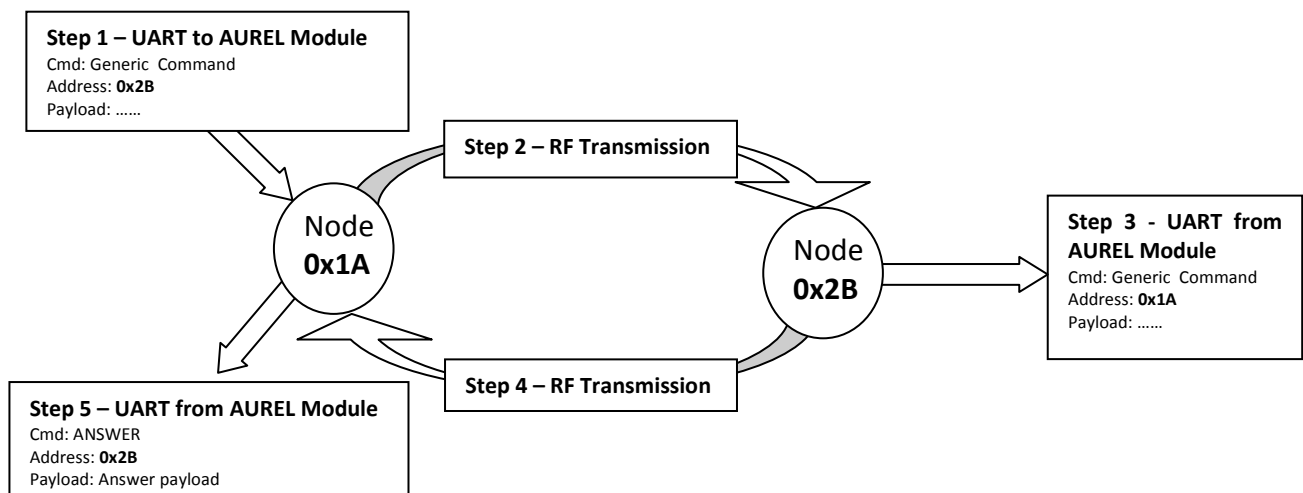 Step 1 – UART to AUREL Module
Cmd: Generic Command
Address: 0x2B
Payload: ……
Step 2 – RF Transmission
Node
0x1A
Node
0x2B
Step 3 - UART from
AUREL Module
Cmd: Generic Command
Address: 0x1A
Payload: ……
Step 4 – RF Transmission
Step 5 – UART from AUREL Module
Cmd: ANSWER
Address: 0x2B
Payload: Answer payload